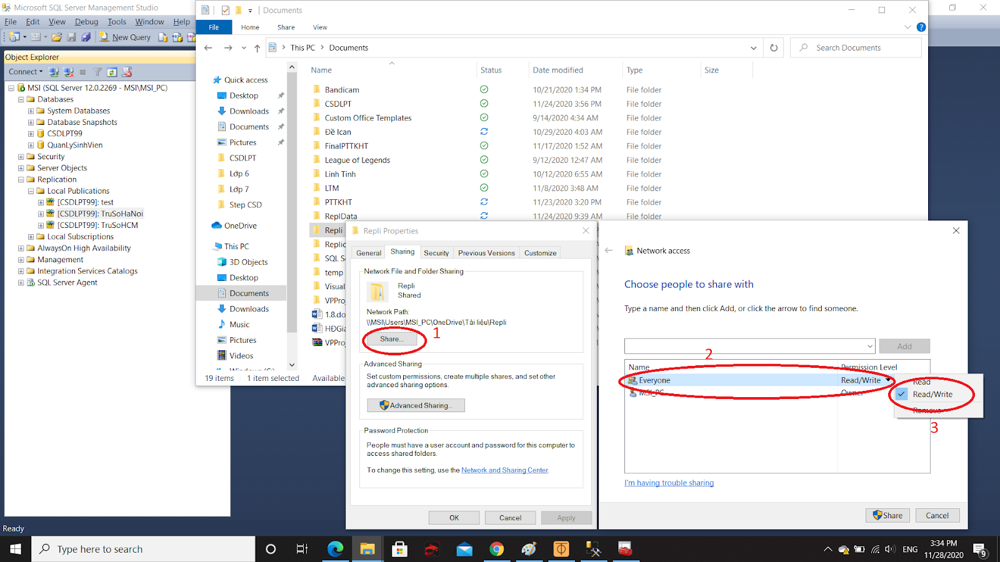 Microsoft SQL Server Management Studio
File Edit View Debug Tools Window Help
New Query
Object Explorer
Connect
MSI (SQL Server 12.0.2269 - MSI\MSI_PC)
Databases
System Databases
Database Snapshots
CSDLPT99
QuanLySinhVien
Security
Server Objects
Replication
Local Publications
[CSDLPT99]: test
[CSDLPT99]: TruSoHaNoi
[CSDLPT99]: TruSoHCM
Local Subscriptions
AlwaysOn High Availability
Management
Integration Services Catalogs
SQL Server Agent
Ready
Documents
File Home Share View
This PC Documents
Search Documents
Quick access
Desktop
Downloads
Documents
Pictures
CSDLPT
Lớp 6
Lớp 7
Step CSD
OneDrive
This PC
3D Objects
Desktop
Documents
Downloads
Music
Pictures
Videos
Name Status Date modified Type Size
Bandicam 10/21/2020 1:34 PM File folder
CSDLPT 11/24/2020 3:56 PM File folder
Custom Office Templates 9/14/2020 4:34 AM File folder
Đề Ican 10/29/2020 4:03 AM File folder
FinalPTTKHT 11/17/2020 1:52 AM File folder
League of Legends 9/12/2020 12:47 AM File folder
Linh Tinh 10/12/2020 6:55 AM File folder
LTM 11/8/2020 3:48 AM File folder
PTTKHT 11/23/2020 3:20 PM File folder
ReplData 11/24/2020 9:39 AM File folder
Repli
Replic
SQL S
temp
Visual
VPProj
1.8.do
HĐGia
VPProj
19 items 1 item selected Available
Repli Properties
General Sharing Security Previous Versions Customize
Network File and Folder Sharing
Repli
Shared
Network Path:
\\MSI\Users\MSI_PC\OneDrive\Tài liệu\Repli
Share... 1
Advanced Sharing
Set custom permissions, create multiple shares, and set other
advanced sharing options.
Advanced Sharing...
Password Protection
People must have a user account and password for this computer to
access shared folders.
To change this setting, use the Network and Sharing Center.
OK Cancel Apply
Network access
Choose people to share with
Type a name and then click Add, or click the arrow to find someone.
Add
2
Name Permission Level
Everyone Read/Write
MSI_PC Owner
Read
Read/Write
Remove
3
I'm having trouble sharing
Share Cancel
Type here to search
ENG
3:34 PM
11/28/2020
9